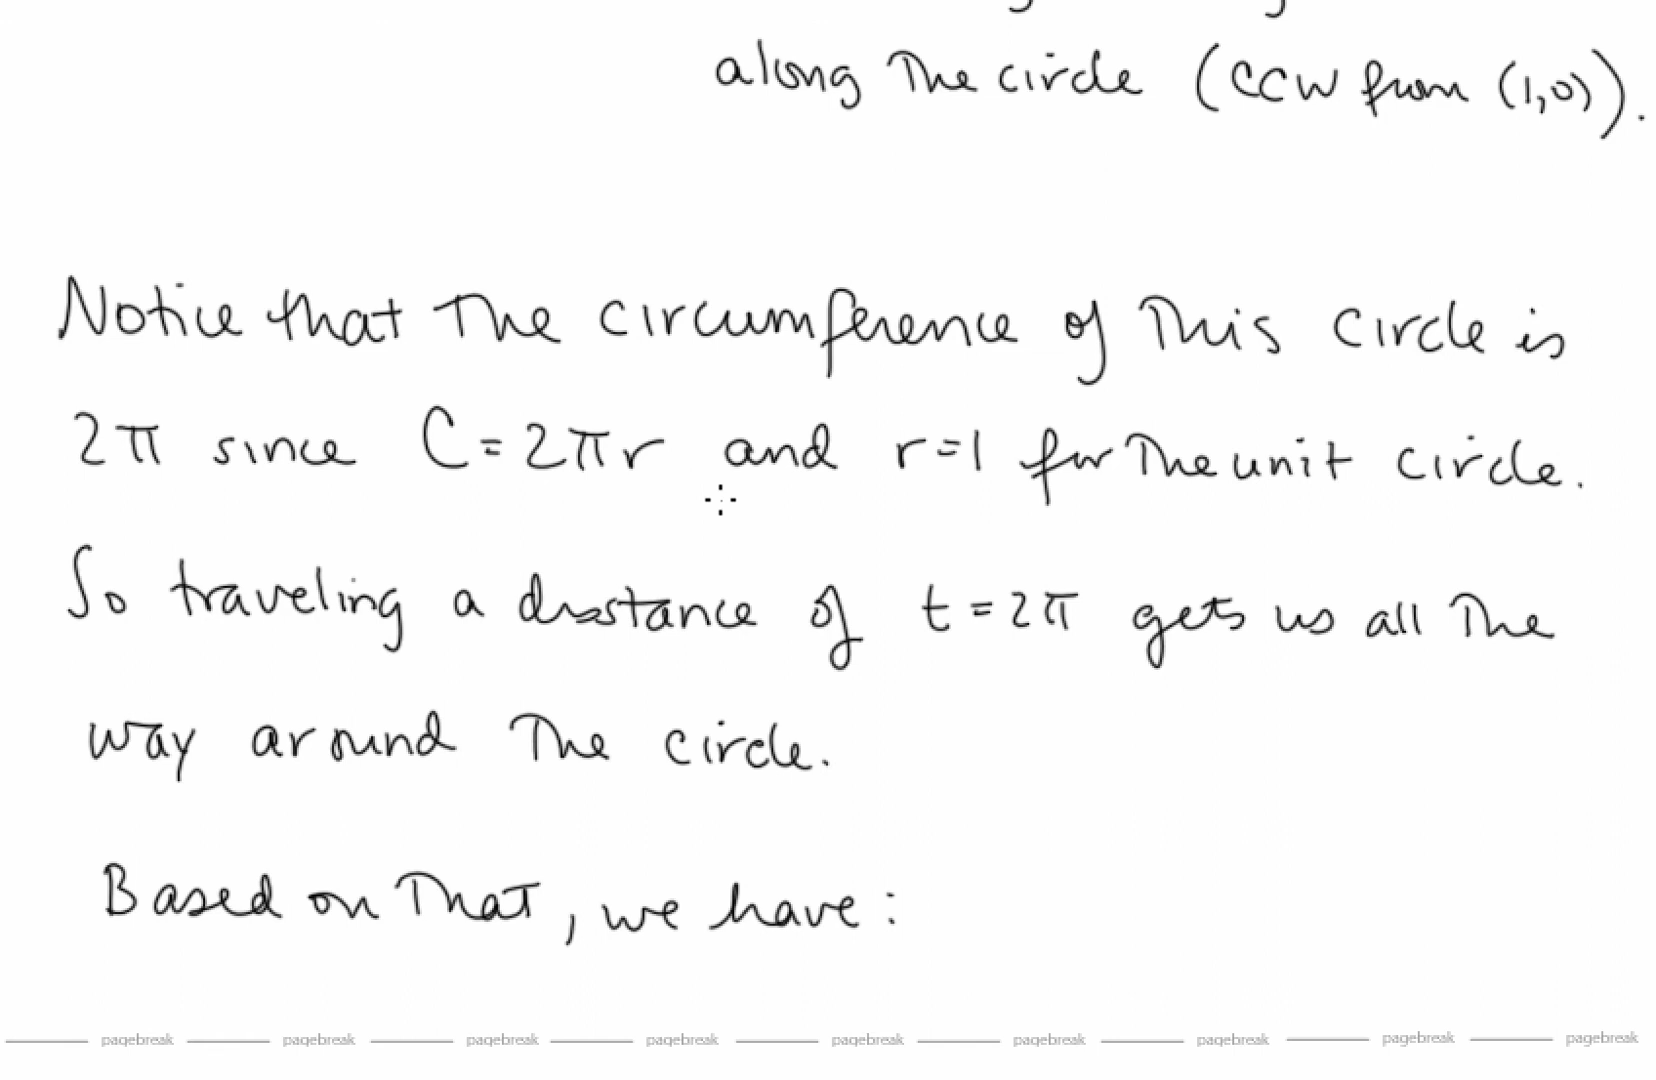 along The circle (CCW from (1,0)).
Notice that The circumference of This circle is
2π since C=2πr and r=1 for The unit circle.
So traveling a distance of t=2π gets us all The
way around The circle.
Based on That, we have:
pagebreak pagebreak pagebreak pagebreak pagebreak pagebreak pagebreak pagebreak pagebreak